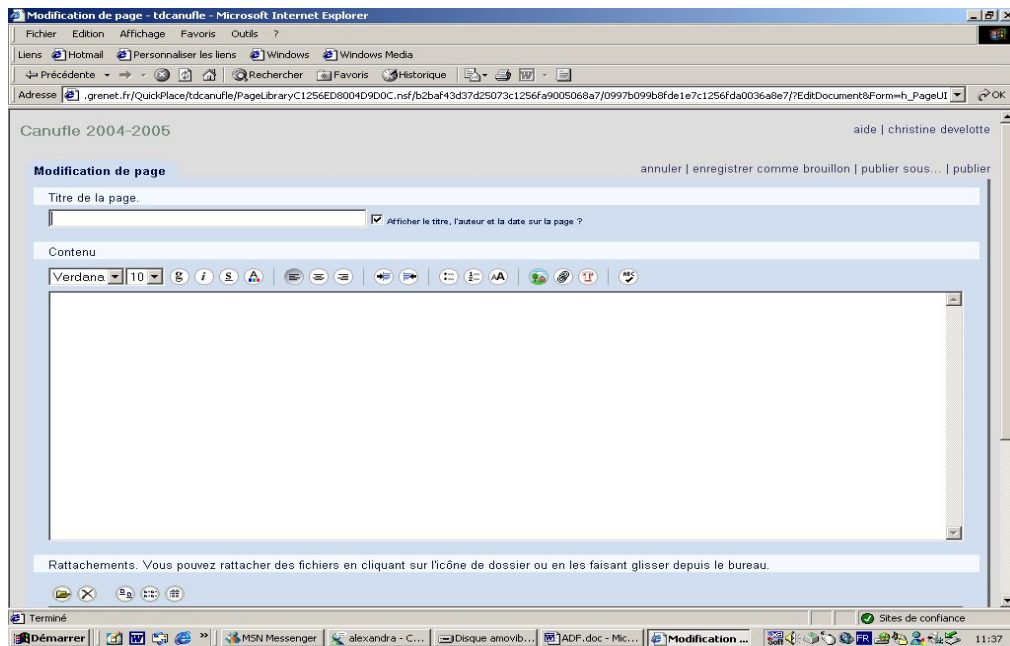 Modification de page - tdcanufle - Microsoft Internet Explorer
Fichier Edition Affichage Favoris Outils ?
Liens Hotmail Personnaliser les liens Windows Windows Media
Précédente Rechercher Favoris Historique
Adresse .grenet.fr/QuickPlace/tdcanufle/PageLibraryC1256ED8004D9D0C.nsf/b2baf43d37d25073c1256fa9005068a7/0997b099b8fde1e7c1256fda0036a8e7/?EditDocument&Form=h_PageUI OK
Canufle 2004-2005 aide | christine develotte
Modification de page annuler | enregistrer comme brouillon | publier sous... | publier
Titre de la page.
Afficher le titre, l'auteur et la date sur la page ?
Contenu
Verdana 10 g i s A AA T ABC
Rattachements. Vous pouvez rattacher des fichiers en cliquant sur l'icône de dossier ou en les faisant glisser depuis le bureau.
Terminé Sites de confiance
Démarrer » MSN Messenger alexandra - C... Disque amovib... ADF.doc - Mic... Modification ... FR 11:37